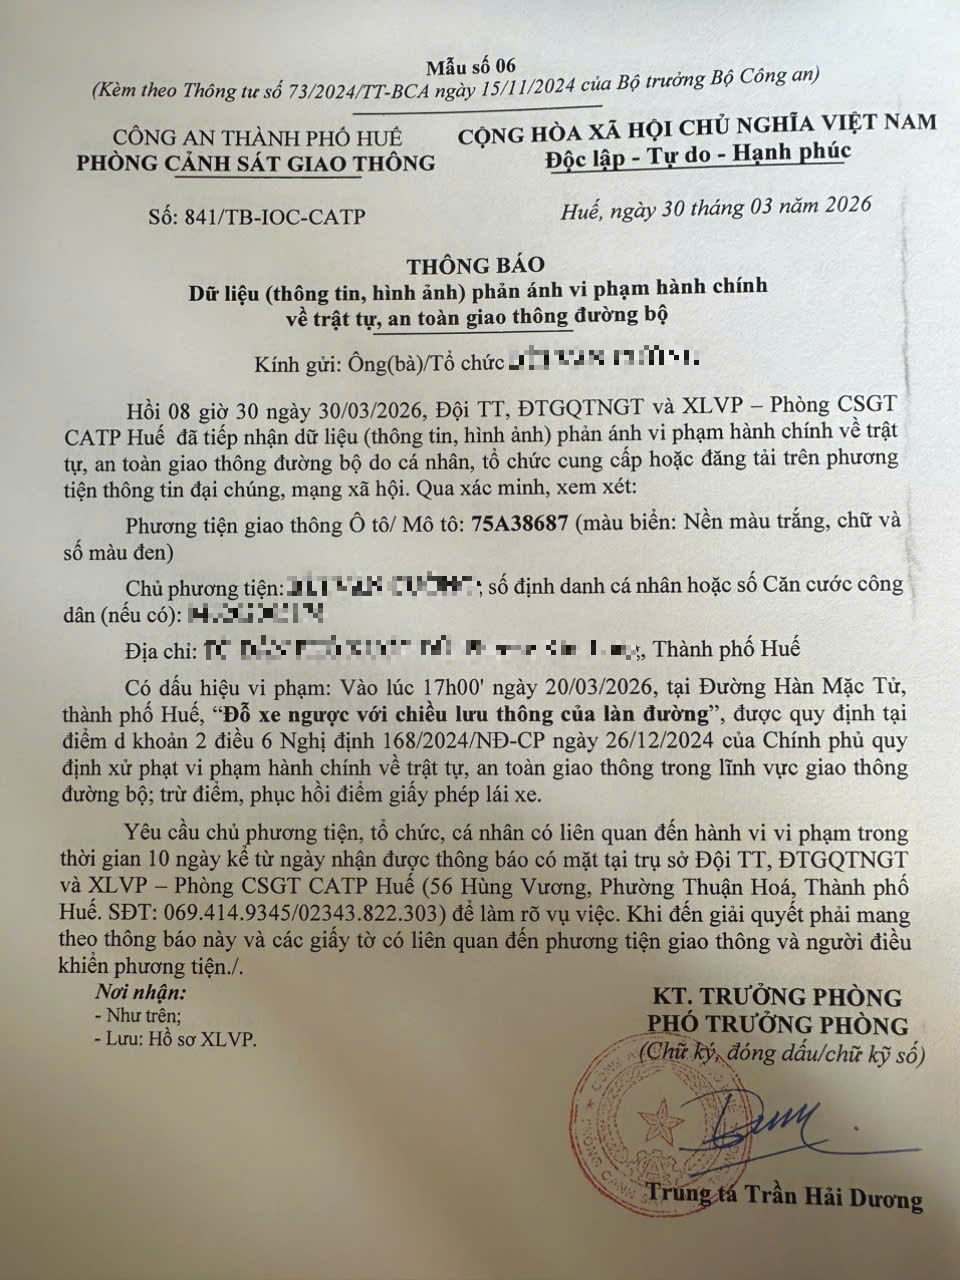 Mẫu số 06
(Kèm theo Thông tư số 73/2024/TT-BCA ngày 15/11/2024 của Bộ trưởng Bộ Công an)
CÔNG AN THÀNH PHỐ HUẾ
PHÒNG CẢNH SÁT GIAO THÔNG
CỘNG HÒA XÃ HỘI CHỦ NGHĨA VIỆT NAM
Độc lập - Tự do - Hạnh phúc
Số: 841/TB-IOC-CATP
Huế, ngày 30 tháng 03 năm 2026
THÔNG BÁO
Dữ liệu (thông tin, hình ảnh) phản ánh vi phạm hành chính
về trật tự, an toàn giao thông đường bộ
Kính gửi: Ông(bà)/Tổ chức
Hồi 08 giờ 30 ngày 30/03/2026, Đội TT, ĐTGQTNGT và XLVP – Phòng CSGT
CATP Huế đã tiếp nhận dữ liệu (thông tin, hình ảnh) phản ánh vi phạm hành chính về trật
tự, an toàn giao thông đường bộ do cá nhân, tổ chức cung cấp hoặc đăng tải trên phương
tiện thông tin đại chúng, mạng xã hội. Qua xác minh, xem xét:
Phương tiện giao thông Ô tô/ Mô tô: 75A38687 (màu biển: Nền màu trắng, chữ và
số màu đen)
Chủ phương tiện: ; số định danh cá nhân hoặc số Căn cước công
dân (nếu có):
Địa chỉ: , Thành phố Huế
Có dấu hiệu vi phạm: Vào lúc 17h00' ngày 20/03/2026, tại Đường Hàn Mặc Tử,
thành phố Huế, “Đỗ xe ngược với chiều lưu thông của làn đường”, được quy định tại
điểm d khoản 2 điều 6 Nghị định 168/2024/NĐ-CP ngày 26/12/2024 của Chính phủ quy
định xử phạt vi phạm hành chính về trật tự, an toàn giao thông trong lĩnh vực giao thông
đường bộ; trừ điểm, phục hồi điểm giấy phép lái xe.
Yêu cầu chủ phương tiện, tổ chức, cá nhân có liên quan đến hành vi vi phạm trong
thời gian 10 ngày kể từ ngày nhận được thông báo có mặt tại trụ sở Đội TT, ĐTGQTNGT
và XLVP – Phòng CSGT CATP Huế (56 Hùng Vương, Phường Thuận Hoá, Thành phố
Huế. SĐT: 069.414.9345/02343.822.303) để làm rõ vụ việc. Khi đến giải quyết phải mang
theo thông báo này và các giấy tờ có liên quan đến phương tiện giao thông và người điều
khiển phương tiện./.
Nơi nhận:
- Như trên;
- Lưu: Hồ sơ XLVP.
KT. TRƯỞNG PHÒNG
PHÓ TRƯỞNG PHÒNG
(Chữ ký, đóng dấu/chữ kỹ số)
Trung tá Trần Hải Dương